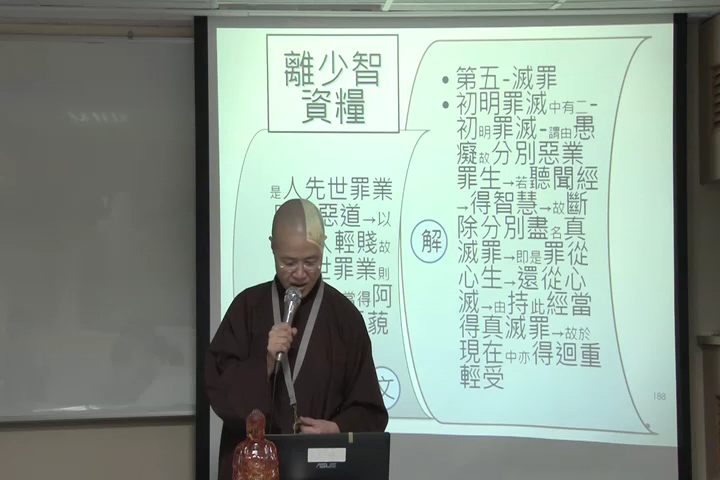 離少智
資糧
• 第五-滅罪
• 初明罪滅中有二-
初明罪滅-謂由愚
癡故分別惡業
罪生→若聽聞經
→得智慧→故斷
除分別盡名真
滅罪→即是罪從
心生→還從心
滅→由持此經當
得真滅罪→故於
現在中亦得迴重
輕受
解
是人先世罪業
惡道→以
人輕賤故
世罪業則
當得阿
藐
文
180
ASUS